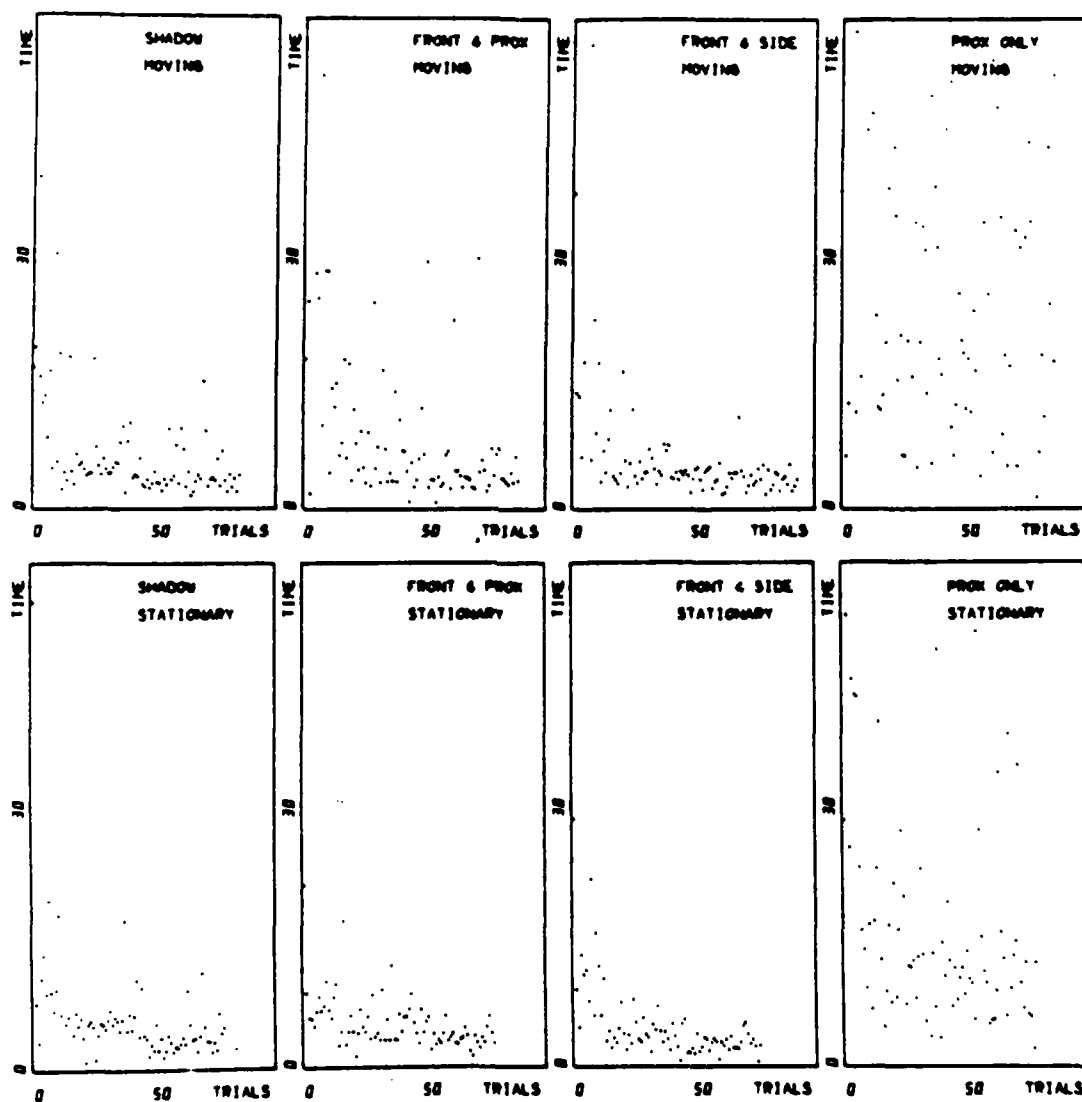 TIME
30
0
SHADOW
MOVING
0 50 TRIALS
TIME
30
0
FRONT & PROX
MOVING
0 50 TRIALS
TIME
30
0
FRONT & SIDE
MOVING
0 50 TRIALS
TIME
30
0
PROX ONLY
MOVING
0 50 TRIALS
TIME
30
0
SHADOW
STATIONARY
0 50 TRIALS
TIME
30
0
FRONT & PROX
STATIONARY
0 50 TRIALS
TIME
30
0
FRONT & SIDE
STATIONARY
0 50 TRIALS
TIME
30
0
PROX ONLY
STATIONARY
0 50 TRIALS